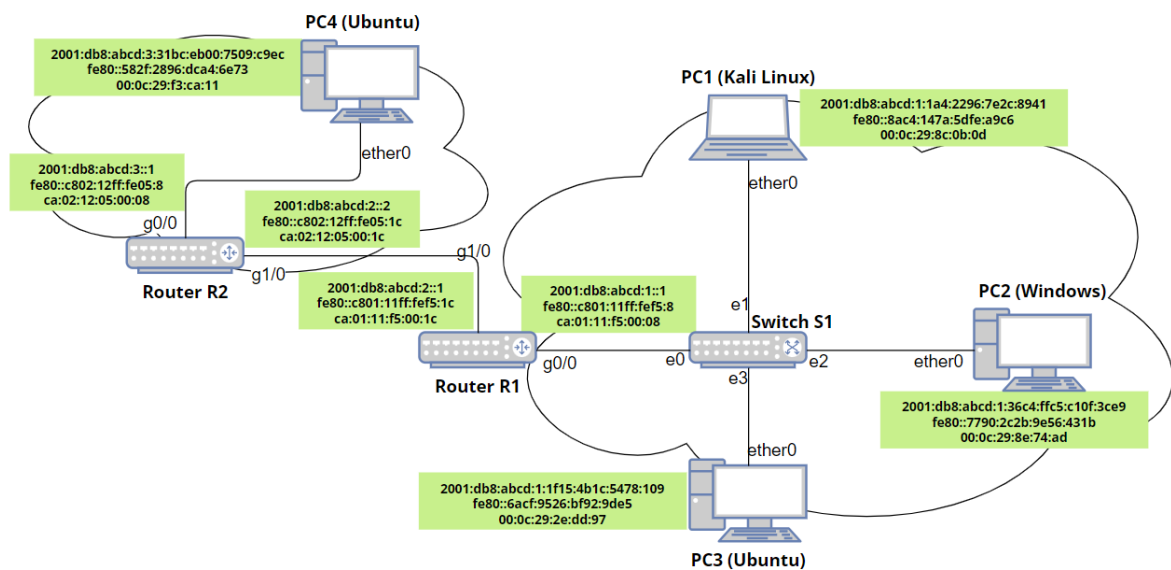 PC4 (Ubuntu)
2001:db8:abcd:3:31bc:eb00:7509:c9ec
fe80::582f:2896:dca4:6e73
00:0c:29:f3:ca:11
ether0
2001:db8:abcd:3::1
fe80::c802:12ff:fe05:8
ca:02:12:05:00:08
g0/0
2001:db8:abcd:2::2
fe80::c802:12ff:fe05:1c
ca:02:12:05:00:1c
g1/0
Router R2
g1/0
2001:db8:abcd:2::1
fe80::c801:11ff:fef5:1c
ca:01:11:f5:00:1c
Router R1
g0/0
2001:db8:abcd:1::1
fe80::c801:11ff:fef5:8
ca:01:11:f5:00:08
PC1 (Kali Linux)
2001:db8:abcd:1:1a4:2296:7e2c:8941
fe80::8ac4:147a:5dfe:a9c6
00:0c:29:8c:0b:0d
ether0
e1
Switch S1
e0
e2
e3
PC2 (Windows)
ether0
2001:db8:abcd:1:36c4:ffc5:c10f:3ce9
fe80::7790:2c2b:9e56:431b
00:0c:29:8e:74:ad
ether0
2001:db8:abcd:1:1f15:4b1c:5478:109
fe80::6acf:9526:bf92:9de5
00:0c:29:2e:dd:97
PC3 (Ubuntu)